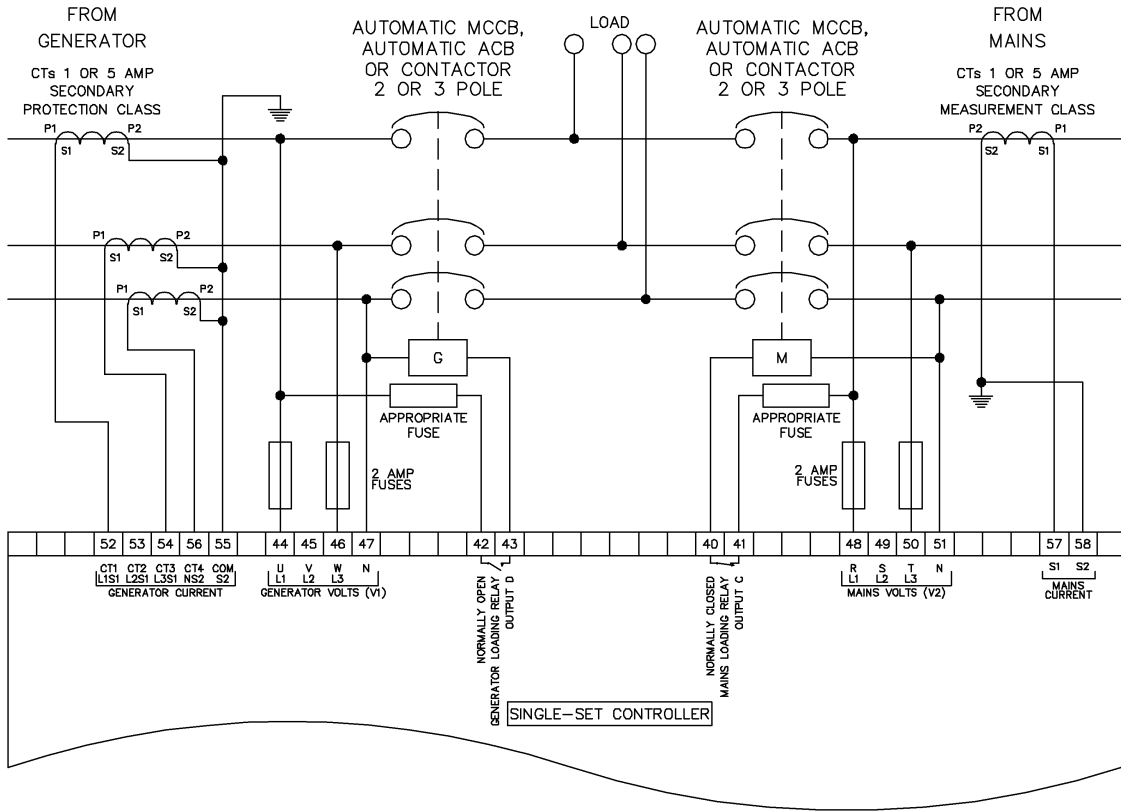 FROM
GENERATOR
CTs 1 OR 5 AMP
SECONDARY
PROTECTION CLASS
AUTOMATIC MCCB,
AUTOMATIC ACB
OR CONTACTOR
2 OR 3 POLE
LOAD
AUTOMATIC MCCB,
AUTOMATIC ACB
OR CONTACTOR
2 OR 3 POLE
FROM
MAINS
CTs 1 OR 5 AMP
SECONDARY
MEASUREMENT CLASS
P1 P2
S1 S2
P2 P1
S2 S1
P1 P2
S1 S2
P1 P2
S1 S2
G
M
APPROPRIATE
FUSE
APPROPRIATE
FUSE
2 AMP
FUSES
2 AMP
FUSES
52 53 54 56 55 44 45 46 47 42 43 40 41 48 49 50 51 57 58
CT1 CT2 CT3 CT4 COM
L1S1 L2S1 L3S1 NS2 S2
GENERATOR CURRENT
U V W N
L1 L2 L3
GENERATOR VOLTS (V1)
NORMALLY OPEN
GENERATOR LOADING RELAY
OUTPUT D
NORMALLY CLOSED
MAINS LOADING RELAY
OUTPUT C
R S T N
L1 L2 L3
MAINS VOLTS (V2)
S1 S2
MAINS
CURRENT
SINGLE-SET CONTROLLER